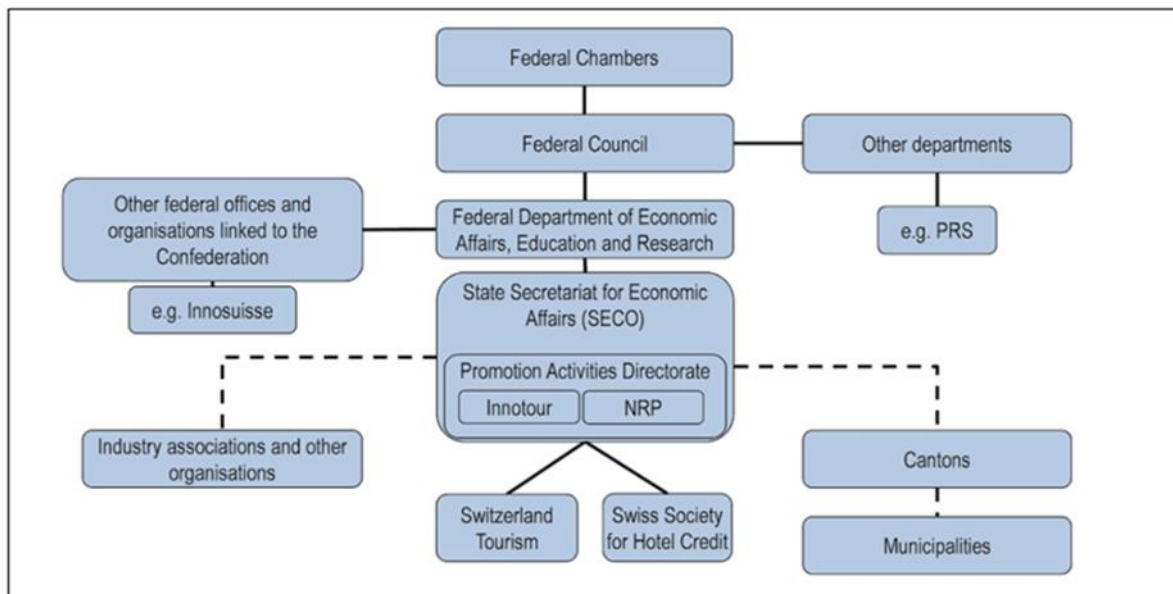 Federal Chambers
Federal Council
Other departments
Other federal offices and
organisations linked to the
Confederation
Federal Department of Economic
Affairs, Education and Research
e.g. PRS
e.g. Innosuisse
State Secretariat for Economic
Affairs (SECO)
Promotion Activities Directorate
Innotour
NRP
Industry associations and other
organisations
Cantons
Switzerland
Tourism
Swiss Society
for Hotel Credit
Municipalities